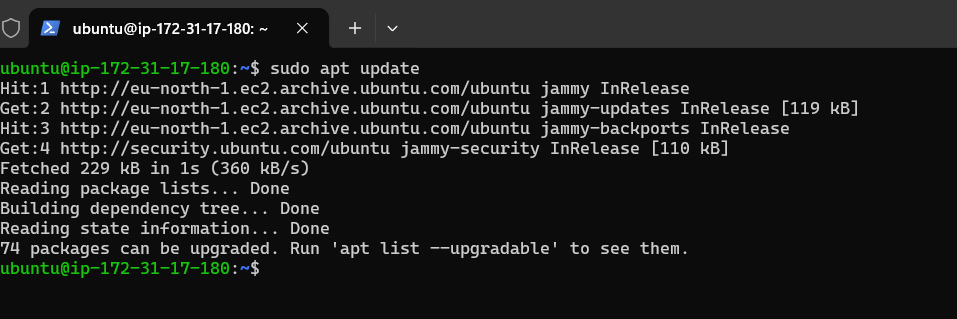 ubuntu@ip-172-31-17-180: ~
ubuntu@ip-172-31-17-180:~$ sudo apt update
Hit:1 http://eu-north-1.ec2.archive.ubuntu.com/ubuntu jammy InRelease
Get:2 http://eu-north-1.ec2.archive.ubuntu.com/ubuntu jammy-updates InRelease [119 kB]
Hit:3 http://eu-north-1.ec2.archive.ubuntu.com/ubuntu jammy-backports InRelease
Get:4 http://security.ubuntu.com/ubuntu jammy-security InRelease [110 kB]
Fetched 229 kB in 1s (360 kB/s)
Reading package lists... Done
Building dependency tree... Done
Reading state information... Done
74 packages can be upgraded. Run 'apt list --upgradable' to see them.
ubuntu@ip-172-31-17-180:~$